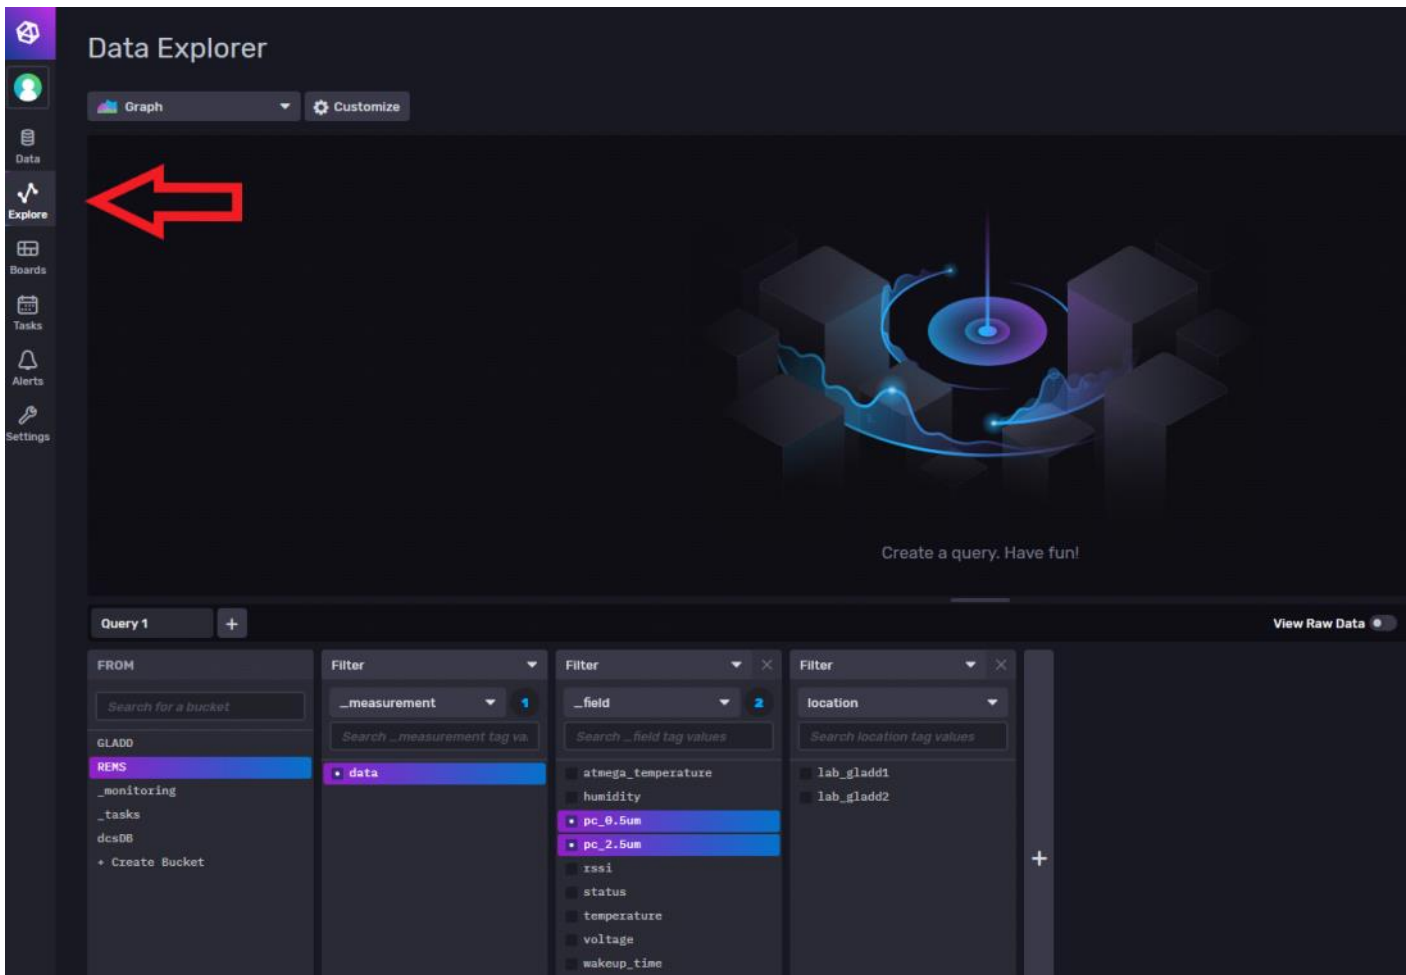 Data Explorer
Graph
Customize
Data
Explore
Boards
Tasks
Alerts
Settings
Create a query. Have fun!
Query 1
+
View Raw Data
FROM
Search for a bucket
GLADD
REMS
_monitoring
_tasks
dcsDB
+ Create Bucket
Filter
_measurement
1
Search _measurement tag va
data
Filter
_field
2
Search _field tag values
atmega_temperature
humidity
pc_0.5um
pc_2.5um
rssi
status
temperature
voltage
wakeup_time
Filter
location
Search location tag values
lab_gladd1
lab_gladd2
+